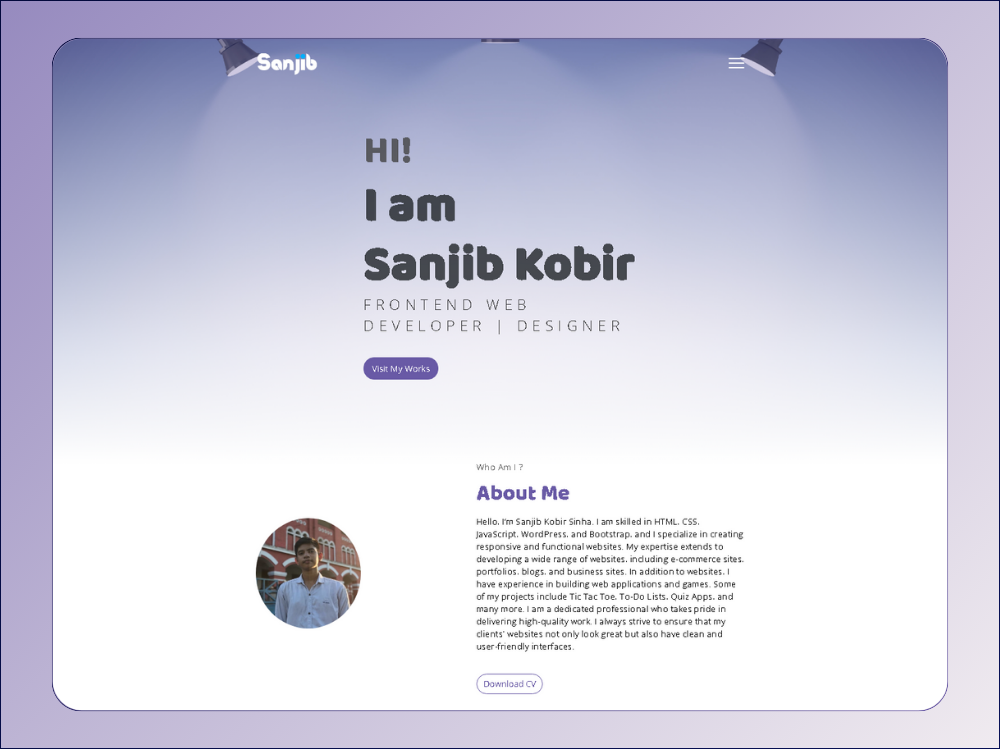 Sanjib
HI!
I am
Sanjib Kobir
FRONTEND WEB
DEVELOPER | DESIGNER
Visit My Works
Who Am I ?
About Me
Hello, I'm Sanjib Kobir Sinha. I am skilled in HTML, CSS,
JavaScript, WordPress, and Bootstrap, and I specialize in creating
responsive and functional websites. My expertise extends to
developing a wide range of websites, including e-commerce sites,
portfolios, blogs, and business sites. In addition to websites, I
have experience in building web applications and games. Some
of my projects include Tic Tac Toe, To-Do Lists, Quiz Apps, and
many more. I am a dedicated professional who takes pride in
delivering high-quality work. I always strive to ensure that my
clients' websites not only look great but also have clean and
user-friendly interfaces.
Download CV